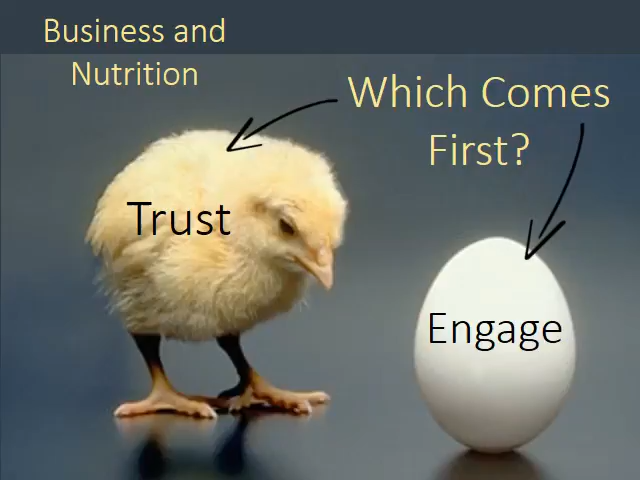 Business and
Nutrition
Which Comes
First?
Trust
Engage